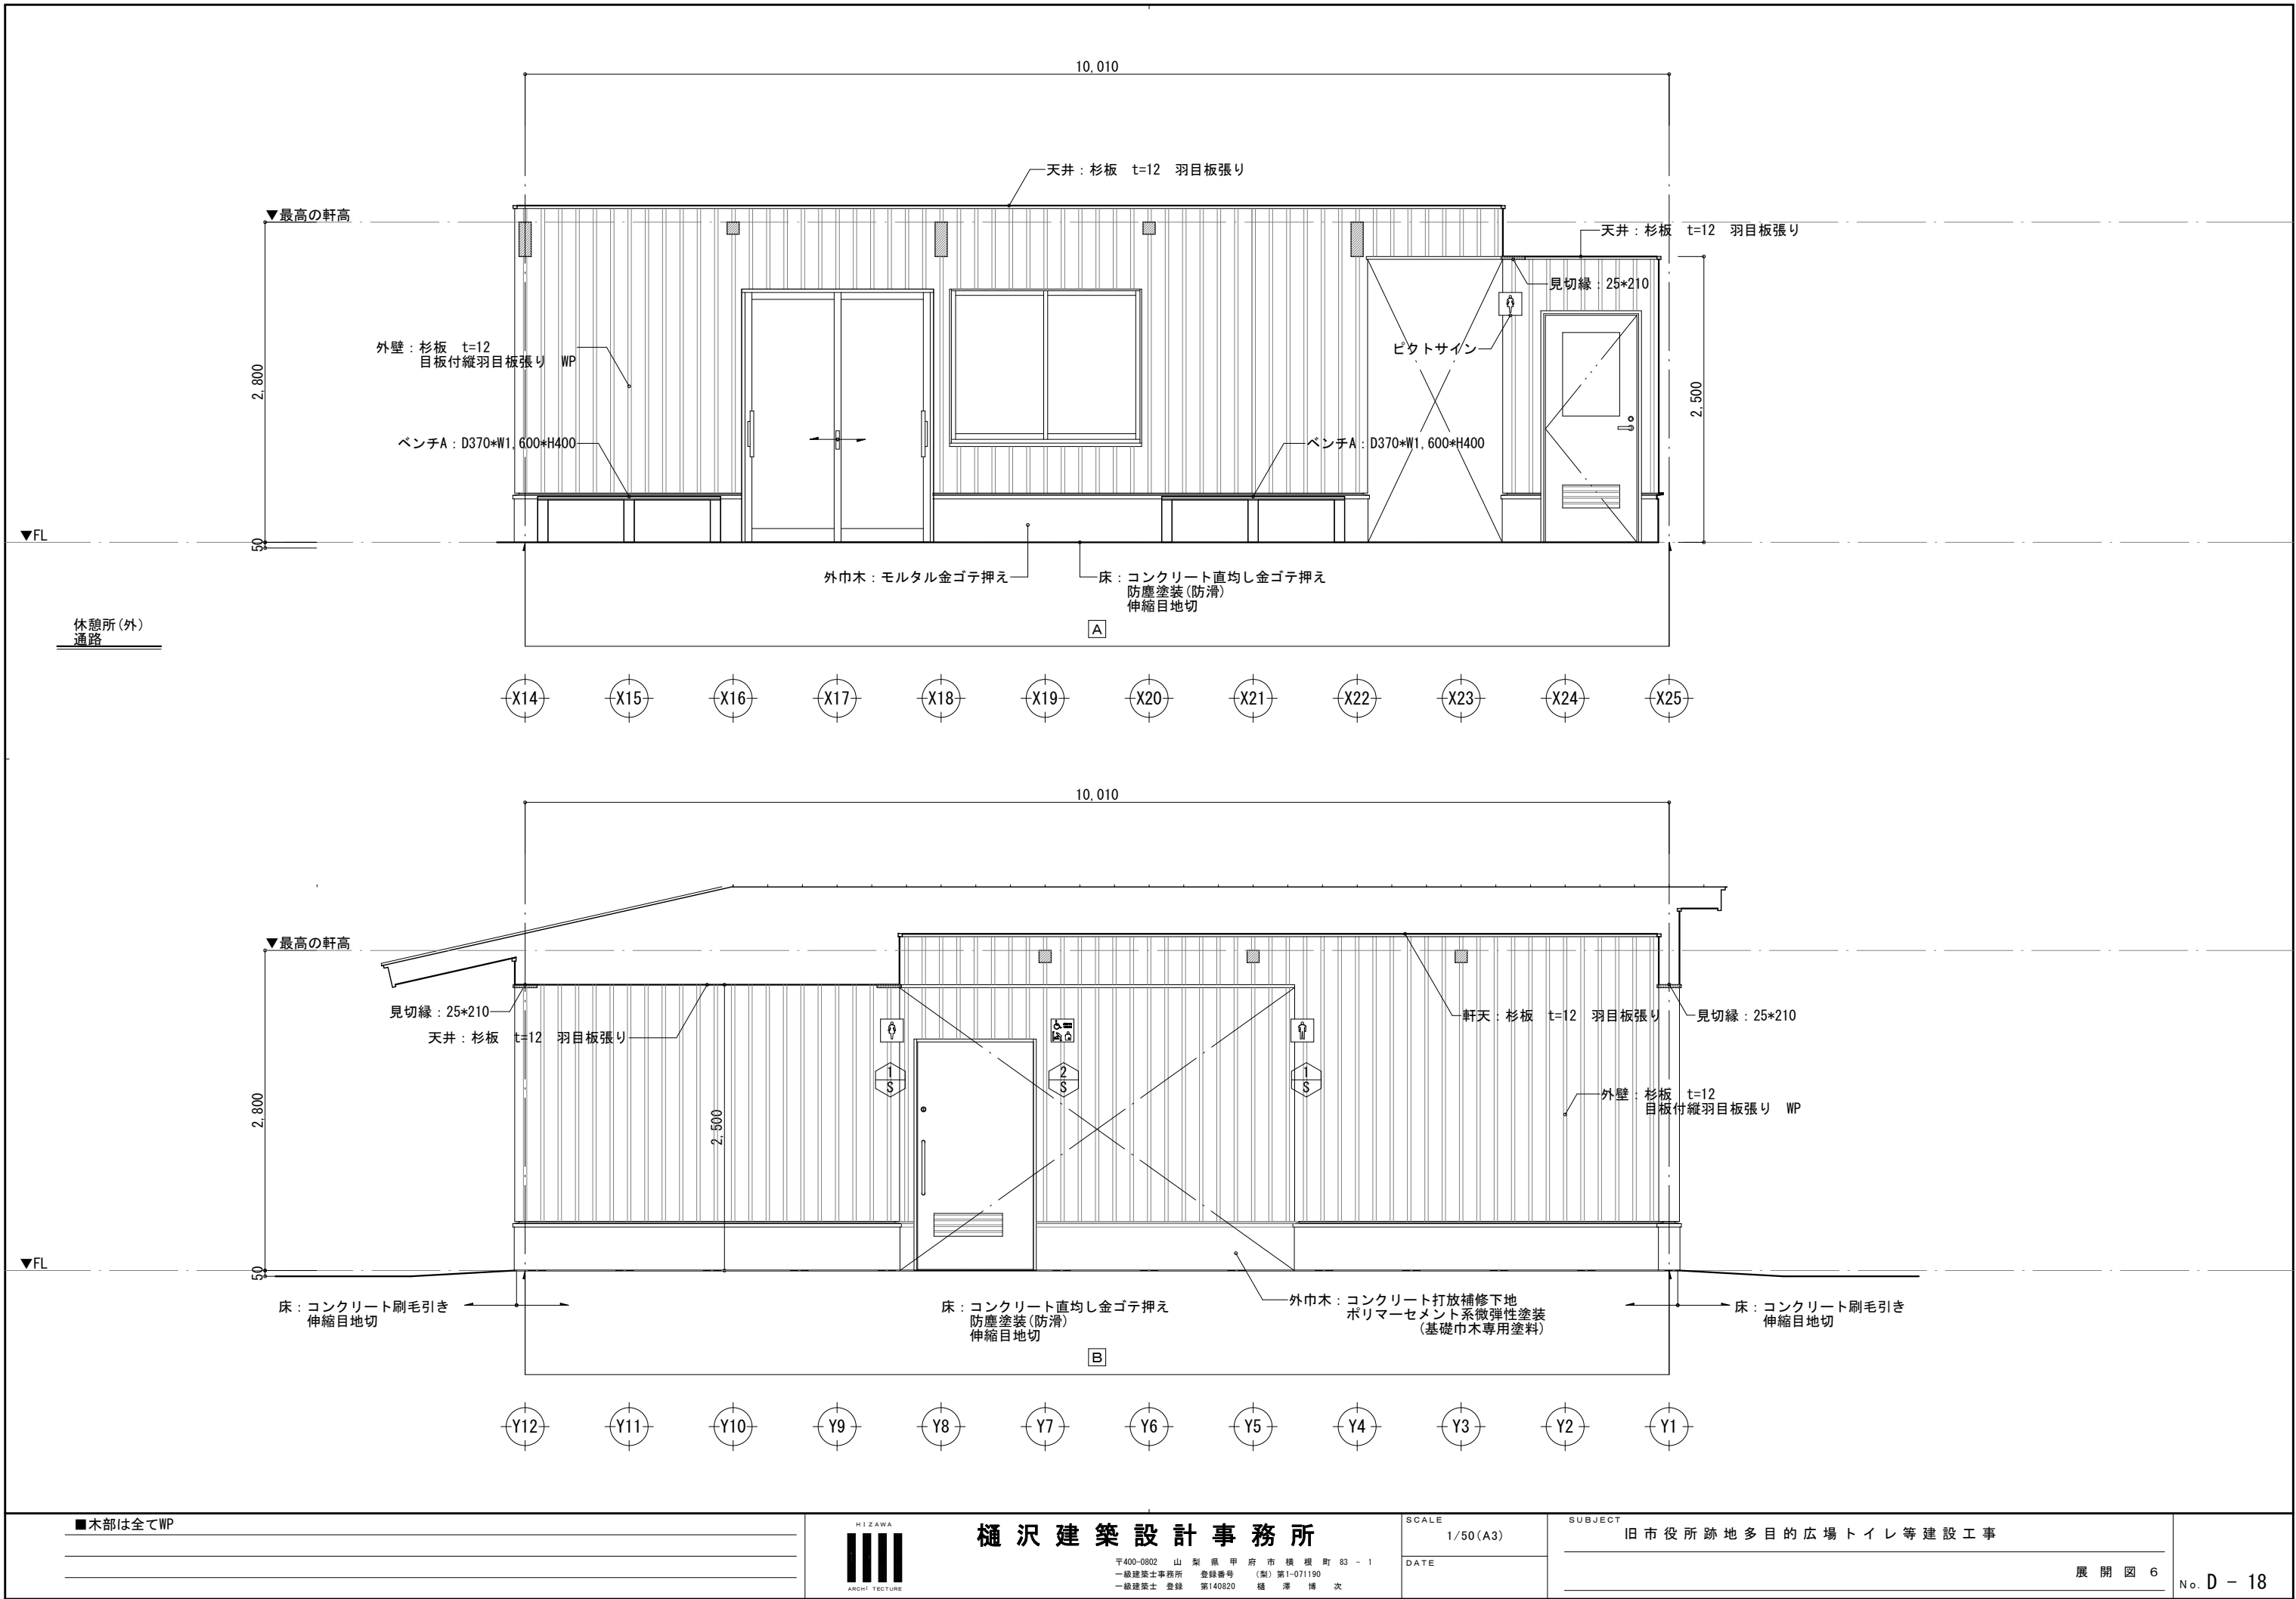 10,010
天井：杉板　t=12　羽目板張り
▼最高の軒高
天井：杉板　t=12　羽目板張り
見切縁：25*210
外壁：杉板　t=12
目板付縦羽目板張り　WP
ピクトサイン
2,800
2,500
ベンチA：D370*W1,600*H400
ベンチA：D370*W1,600*H400
▼FL
50
外巾木：モルタル金ゴテ押え
床：コンクリート直均し金ゴテ押え
防塵塗装(防滑)
伸縮目地切
休憩所(外)
通路
A
X14 X15 X16 X17 X18 X19 X20 X21 X22 X23 X24 X25
10,010
▼最高の軒高
見切縁：25*210
天井：杉板　t=12　羽目板張り
軒天：杉板　t=12　羽目板張り
見切縁：25*210
1 S
2 S
1 S
外壁：杉板　t=12
目板付縦羽目板張り　WP
2,800
2,500
▼FL
50
床：コンクリート刷毛引き
伸縮目地切
床：コンクリート直均し金ゴテ押え
防塵塗装(防滑)
伸縮目地切
外巾木：コンクリート打放補修下地
ポリマーセメント系微弾性塗装
(基礎巾木専用塗料)
床：コンクリート刷毛引き
伸縮目地切
B
Y12 Y11 Y10 Y9 Y8 Y7 Y6 Y5 Y4 Y3 Y2 Y1
■木部は全てWP
HIZAWA
ARCHI TECTURE
樋沢建築設計事務所
〒400-0802　山梨県甲府市横根町83－1
一級建築士事務所　登録番号　(梨)第1-071190
一級建築士 登録　第140820　樋澤博次
SCALE
1/50(A3)
DATE
SUBJECT
旧市役所跡地多目的広場トイレ等建設工事
展開図 6
No. D － 18